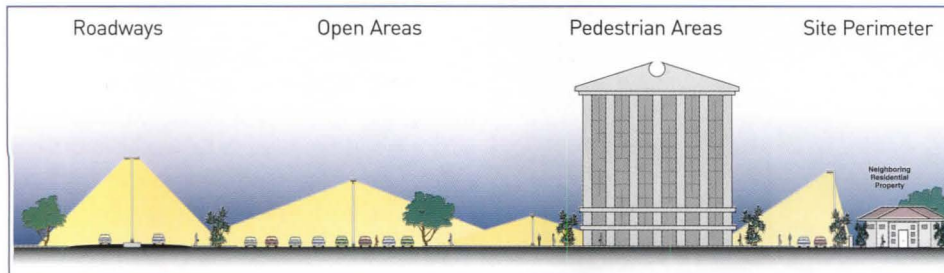 Roadways
Open Areas
Pedestrian Areas
Site Perimeter
Neighboring
Residential
Property